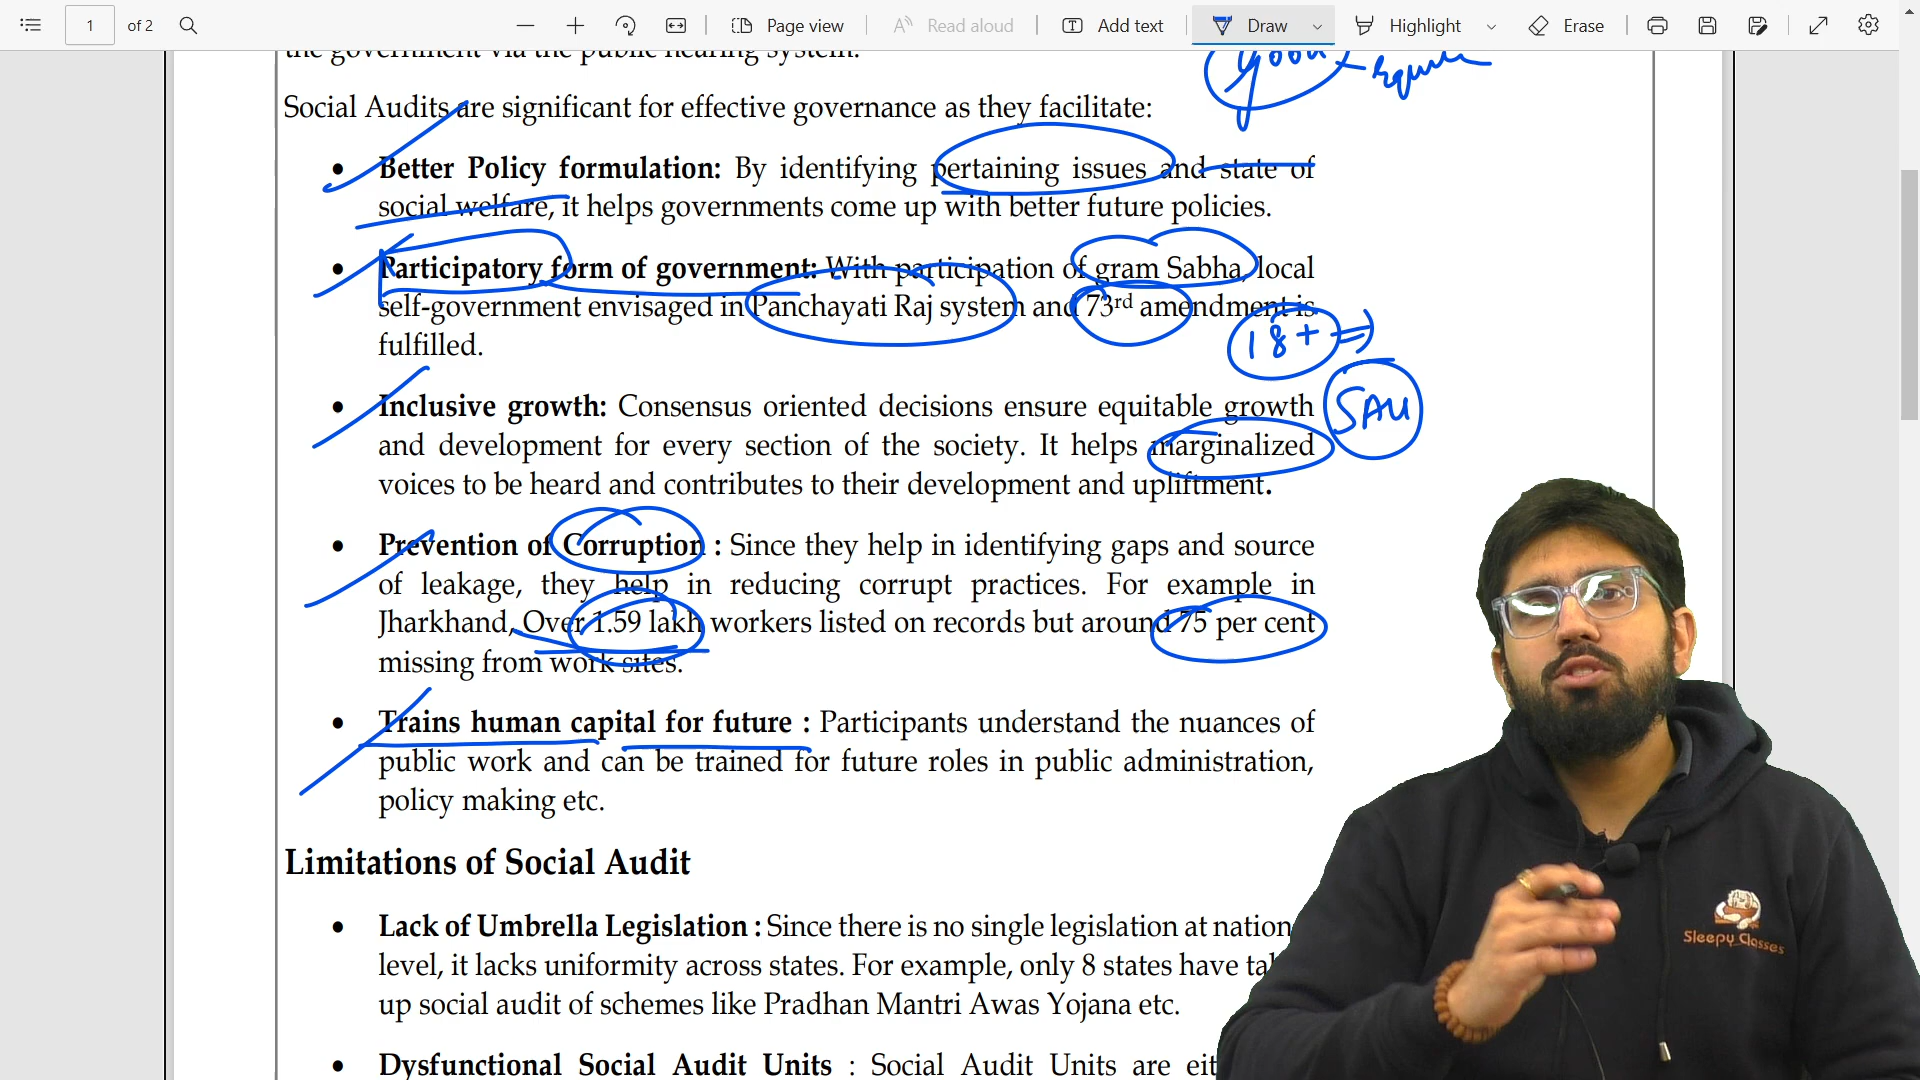 1 of 2 Page view Read aloud Add text Draw Highlight Erase
the government via the public hearing system.
good
Social Audits are significant for effective governance as they facilitate:
• Better Policy formulation: By identifying pertaining issues and state of
social welfare, it helps governments come up with better future policies.
• Participatory form of government: With participation of gram Sabha, local
self-government envisaged in Panchayati Raj system and 73rd amendment is
fulfilled.
18+ ⇒
SAU
• Inclusive growth: Consensus oriented decisions ensure equitable growth
and development for every section of the society. It helps marginalized
voices to be heard and contributes to their development and upliftment.
• Prevention of Corruption : Since they help in identifying gaps and source
of leakage, they help in reducing corrupt practices. For example in
Jharkhand, Over 1.59 lakh workers listed on records but around 75 per cent
missing from work sites.
• Trains human capital for future : Participants understand the nuances of
public work and can be trained for future roles in public administration,
policy making etc.
Limitations of Social Audit
• Lack of Umbrella Legislation : Since there is no single legislation at nation
level, it lacks uniformity across states. For example, only 8 states have ta
up social audit of schemes like Pradhan Mantri Awas Yojana etc.
• Dysfunctional Social Audit Units : Social Audit Units are eit
Sleepy Classes